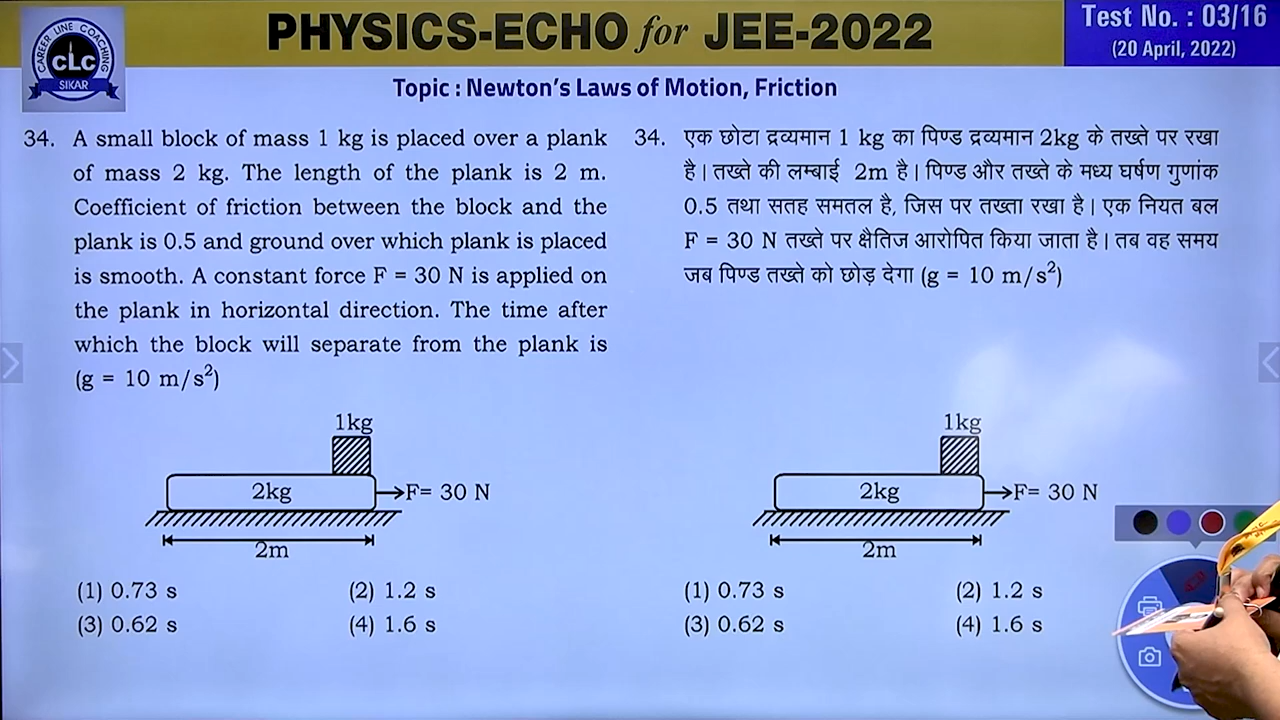 PHYSICS-ECHO for JEE-2022
Test No. : 03/16
(20 April, 2022)
CAREER LINE COACHING
CLC
SIKAR
Topic : Newton's Laws of Motion, Friction
34. A small block of mass 1 kg is placed over a plank
of mass 2 kg. The length of the plank is 2 m.
Coefficient of friction between the block and the
plank is 0.5 and ground over which plank is placed
is smooth. A constant force F = 30 N is applied on
the plank in horizontal direction. The time after
which the block will separate from the plank is
(g = 10 m/s²)
1kg
2kg
F= 30 N
2m
(1) 0.73 s (2) 1.2 s
(3) 0.62 s (4) 1.6 s
34. एक छोटा द्रव्यमान 1 kg का पिण्ड द्रव्यमान 2kg के तख्ते पर रखा
है। तख्ते की लम्बाई 2m है। पिण्ड और तख्ते के मध्य घर्षण गुणांक
0.5 तथा सतह समतल है, जिस पर तख्ता रखा है। एक नियत बल
F = 30 N तख्ते पर क्षैतिज आरोपित किया जाता है। तब वह समय
जब पिण्ड तख्ते को छोड़ देगा (g = 10 m/s²)
1kg
2kg
F= 30 N
2m
(1) 0.73 s (2) 1.2 s
(3) 0.62 s (4) 1.6 s